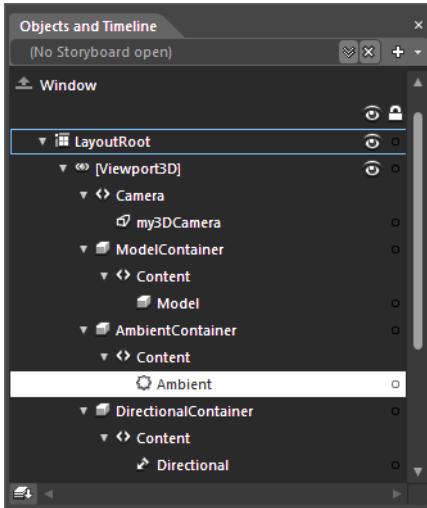 Objects and Timeline
(No Storyboard open)
Window
LayoutRoot
[Viewport3D]
Camera
my3DCamera
ModelContainer
Content
Model
AmbientContainer
Content
Ambient
DirectionalContainer
Content
Directional